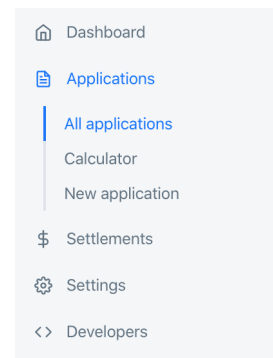 Dashboard
Applications
All applications
Calculator
New application
Settlements
Settings
Developers